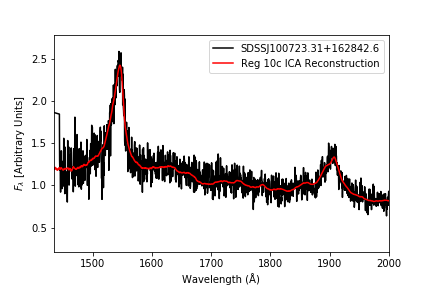 SDSSJ100723.31+162842.6
Reg 10c ICA Reconstruction
2.5
2.0
1.5
1.0
0.5
Fλ [Arbitrary Units]
1500 1600 1700 1800 1900 2000
Wavelength (Å)